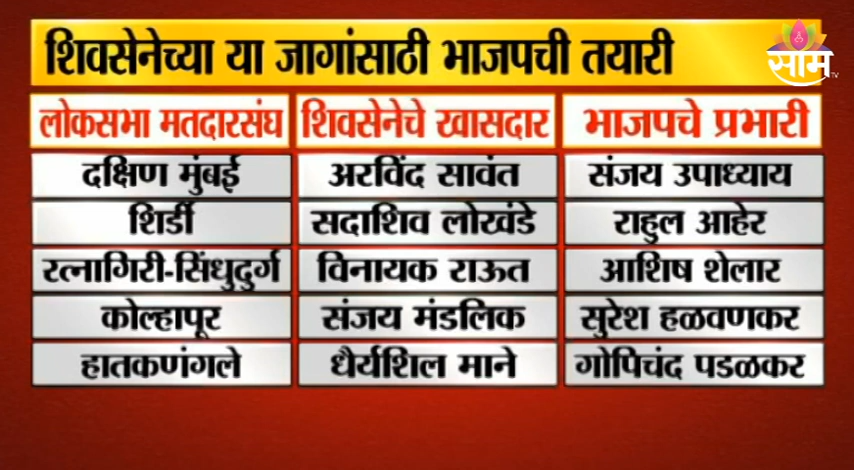 शिवसेनेच्या या जागांसाठी भाजपची तयारी
साम TV
लोकसभा मतदारसंघ शिवसेनेचे खासदार भाजपचे प्रभारी
दक्षिण मुंबई अरविंद सावंत संजय उपाध्याय
शिर्डी सदाशिव लोखंडे राहुल आहेर
रत्नागिरी-सिंधुदुर्ग विनायक राऊत आशिष शेलार
कोल्हापूर संजय मंडलिक सुरेश हळवणकर
हातकणंगले धैर्यशिल माने गोपिचंद पडळकर